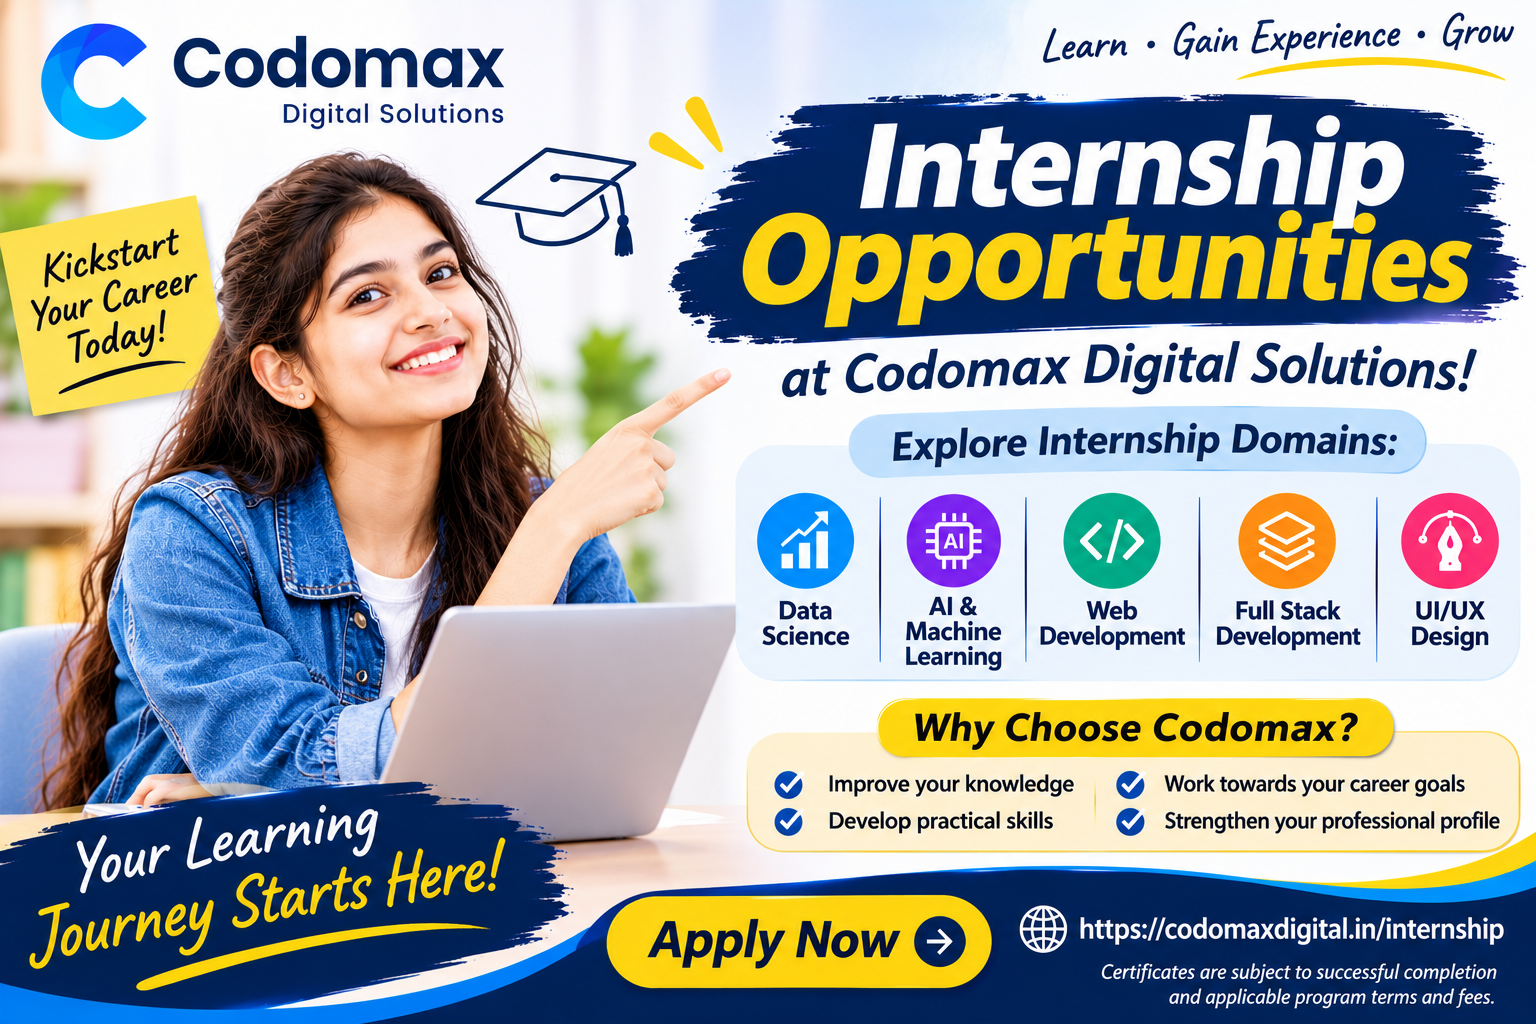 Codomax
Digital Solutions
Learn • Gain Experience • Grow
Kickstart
Your Career
Today!
Internship
Opportunities
at Codomax Digital Solutions!
Explore Internship Domains:
Data
Science
AI
AI &
Machine
Learning
Web
Development
Full Stack
Development
UI/UX
Design
Why Choose Codomax?
Improve your knowledge
Develop practical skills
Work towards your career goals
Strengthen your professional profile
Your Learning
Journey Starts Here!
Apply Now
https://codomaxdigital.in/internship
Certificates are subject to successful completion
and applicable program terms and fees.